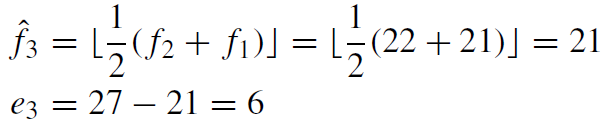 f̂₃ = ⌊½(f₂ + f₁)⌋ = ⌊½(22 + 21)⌋ = 21
e₃ = 27 − 21 = 6